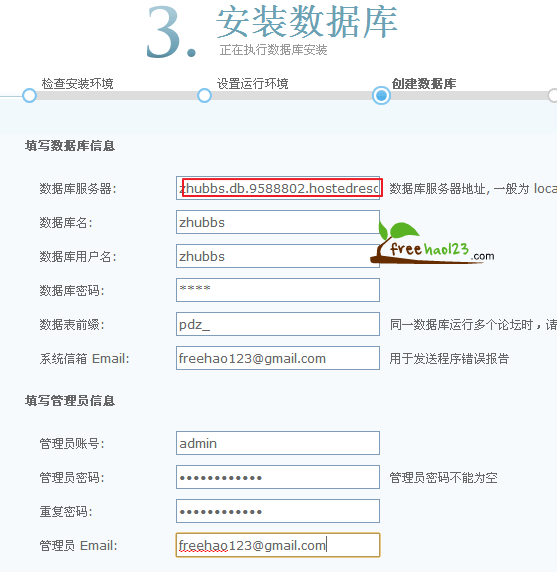 3. 安装数据库
正在执行数据库安装
检查安装环境 设置运行环境 创建数据库
填写数据库信息
数据库服务器: zhubbs.db.9588802.hostedresc 数据库服务器地址, 一般为 loca
数据库名: zhubbs
freehao123.com
数据库用户名: zhubbs
数据库密码: ****
数据表前缀: pdz_ 同一数据库运行多个论坛时，请
系统信箱 Email: freehao123@gmail.com 用于发送程序错误报告
填写管理员信息
管理员账号: admin
管理员密码: •••••••••••• 管理员密码不能为空
重复密码: ••••••••••••
管理员 Email: freehao123@gmail.com